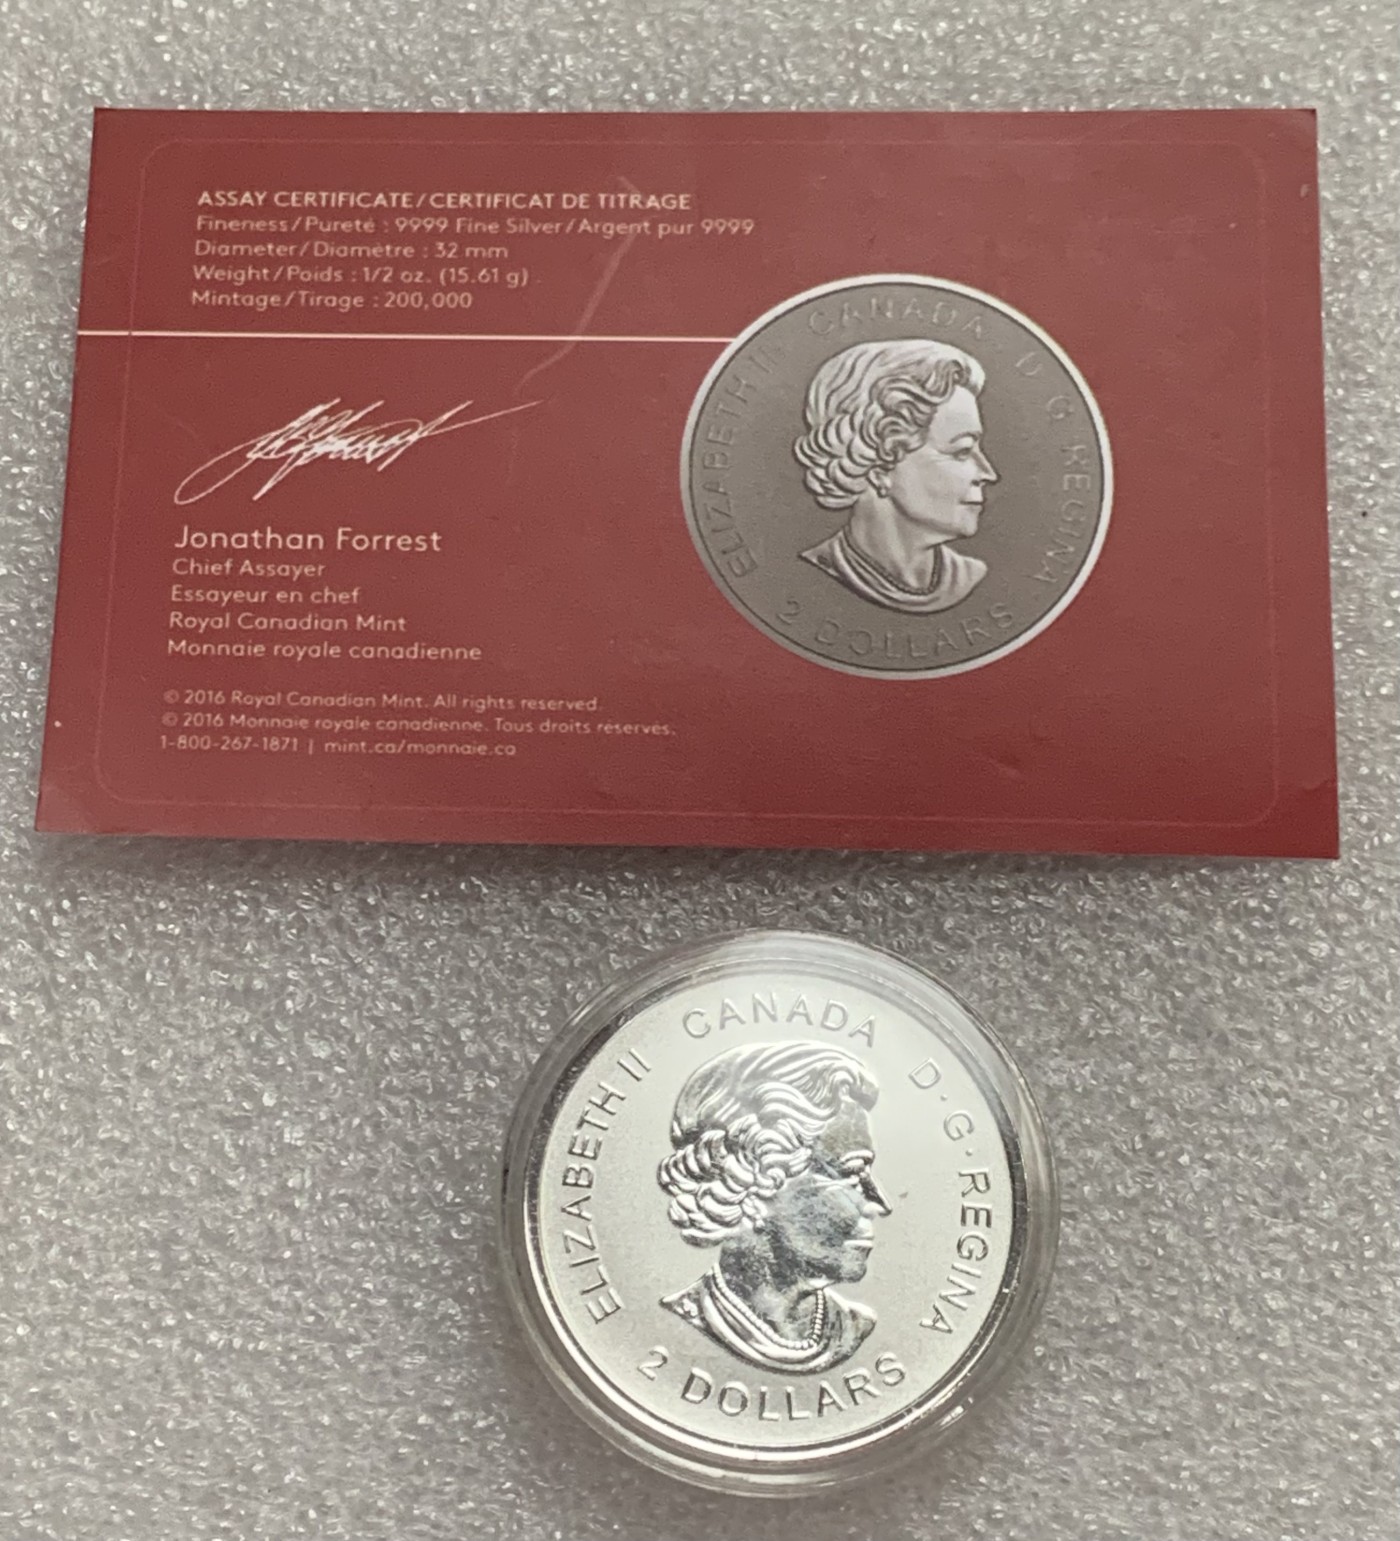 ASSAY CERTIFICATE/CERTIFICAT DE TITRAGE
Fineness/Pureté : 9999 Fine Silver/Argent pur 9999
Diameter/Diamètre : 32 mm
Weight/Poids : 1/2 oz. (15.61 g)
Mintage/Tirage : 200,000
ELIZABETH II CANADA D·G·REGINA
2 DOLLARS
Jonathan Forrest
Chief Assayer
Essayeur en chef
Royal Canadian Mint
Monnaie royale canadienne
© 2016 Royal Canadian Mint. All rights reserved.
© 2016 Monnaie royale canadienne. Tous droits réservés.
1-800-267-1871 | mint.ca/monnaie.ca
ELIZABETH II CANADA D·G·REGINA
2 DOLLARS